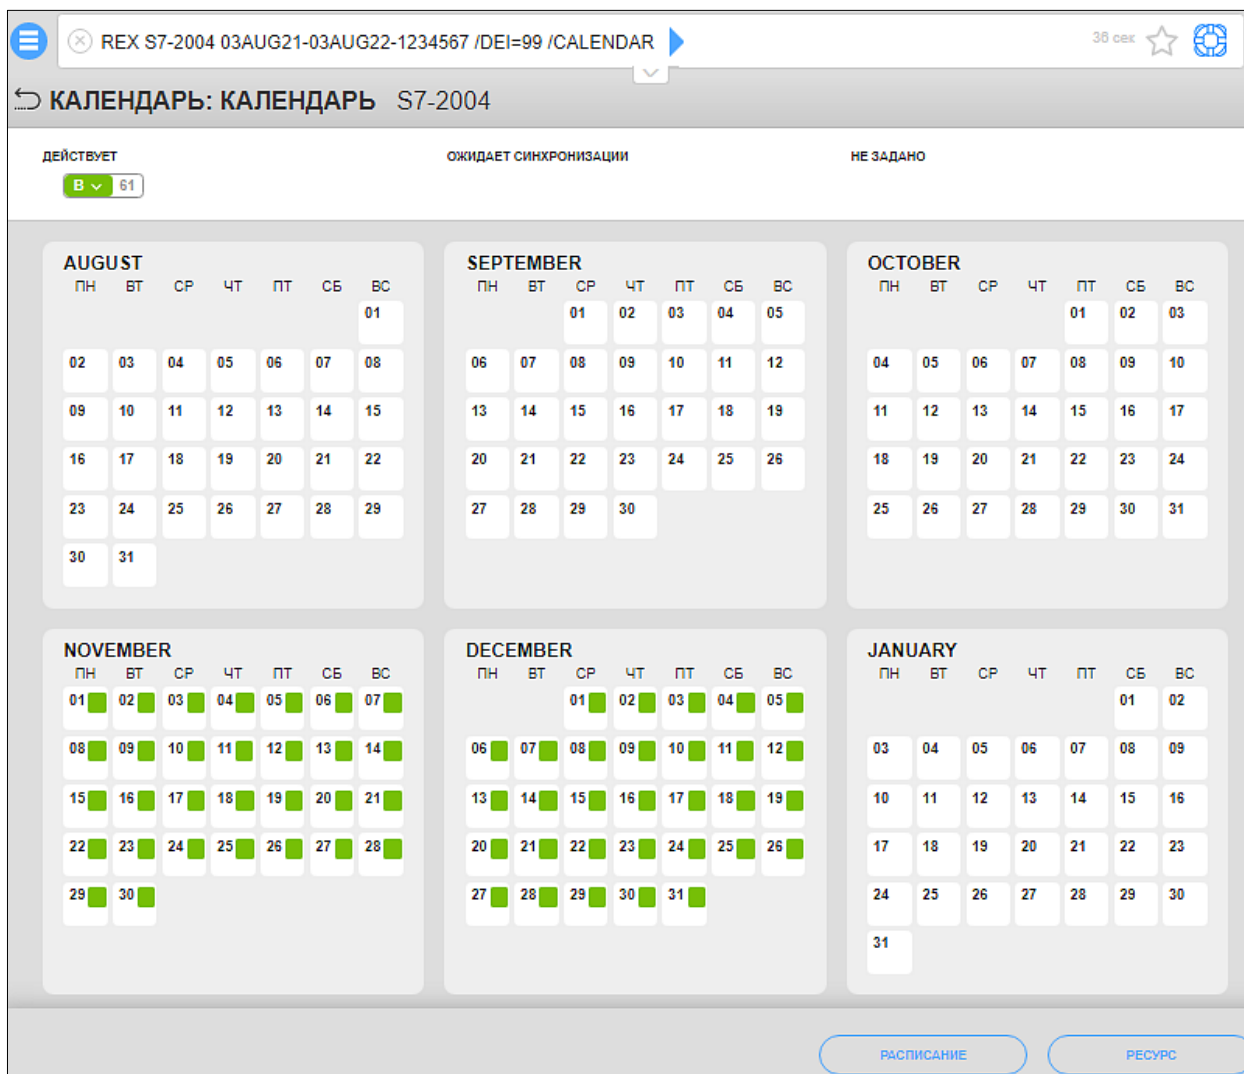 REX S7-2004 03AUG21-03AUG22-1234567 /DEI=99 /CALENDAR 36 сек
КАЛЕНДАРЬ: КАЛЕНДАРЬ S7-2004
ДЕЙСТВУЕТ ОЖИДАЕТ СИНХРОНИЗАЦИИ НЕ ЗАДАНО
B 61
AUGUST
ПН ВТ СР ЧТ ПТ СБ ВС
01
02 03 04 05 06 07 08
09 10 11 12 13 14 15
16 17 18 19 20 21 22
23 24 25 26 27 28 29
30 31
SEPTEMBER
ПН ВТ СР ЧТ ПТ СБ ВС
01 02 03 04 05
06 07 08 09 10 11 12
13 14 15 16 17 18 19
20 21 22 23 24 25 26
27 28 29 30
OCTOBER
ПН ВТ СР ЧТ ПТ СБ ВС
01 02 03
04 05 06 07 08 09 10
11 12 13 14 15 16 17
18 19 20 21 22 23 24
25 26 27 28 29 30 31
NOVEMBER
ПН ВТ СР ЧТ ПТ СБ ВС
01 02 03 04 05 06 07
08 09 10 11 12 13 14
15 16 17 18 19 20 21
22 23 24 25 26 27 28
29 30
DECEMBER
ПН ВТ СР ЧТ ПТ СБ ВС
01 02 03 04 05
06 07 08 09 10 11 12
13 14 15 16 17 18 19
20 21 22 23 24 25 26
27 28 29 30 31
JANUARY
ПН ВТ СР ЧТ ПТ СБ ВС
01 02
03 04 05 06 07 08 09
10 11 12 13 14 15 16
17 18 19 20 21 22 23
24 25 26 27 28 29 30
31
РАСПИСАНИЕ РЕСУРС